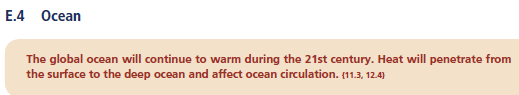 E.4 Ocean
The global ocean will continue to warm during the 21st century. Heat will penetrate from
the surface to the deep ocean and affect ocean circulation. {11.3, 12.4}